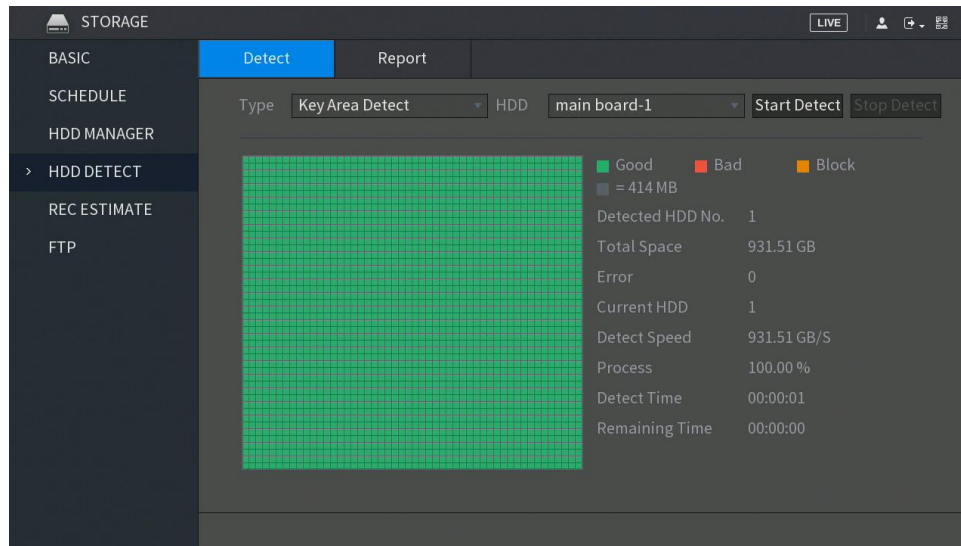 STORAGE
LIVE
BASIC
SCHEDULE
HDD MANAGER
> HDD DETECT
REC ESTIMATE
FTP
Detect Report
Type Key Area Detect HDD main board-1 Start Detect Stop Detect
Good Bad Block
= 414 MB
Detected HDD No. 1
Total Space 931.51 GB
Error 0
Current HDD 1
Detect Speed 931.51 GB/S
Process 100.00 %
Detect Time 00:00:01
Remaining Time 00:00:00